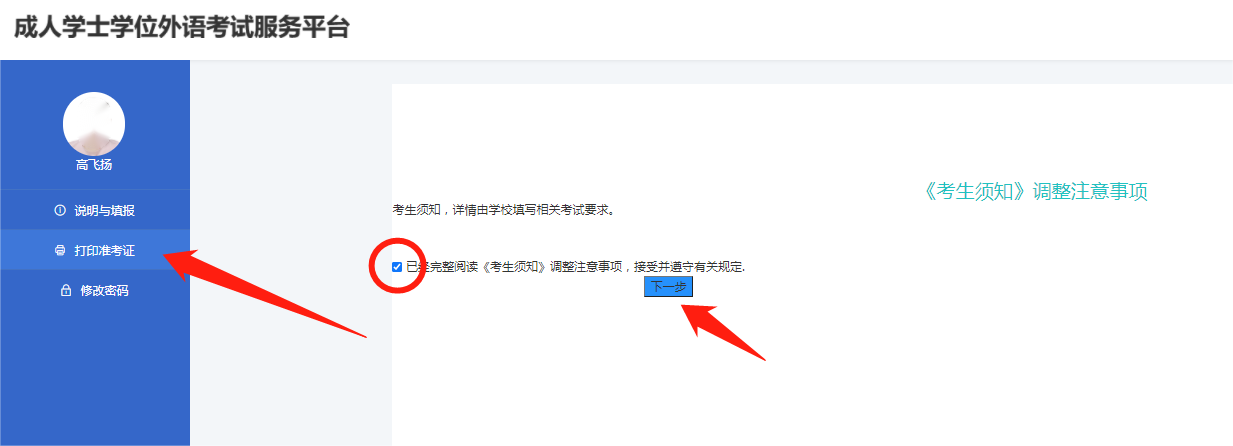 成人学士学位外语考试服务平台
高飞扬
说明与填报
打印准考证
修改密码
《考生须知》调整注意事项
考生须知，详情由学校填写相关考试要求。
已经完整阅读《考生须知》调整注意事项，接受并遵守有关规定.
下一步